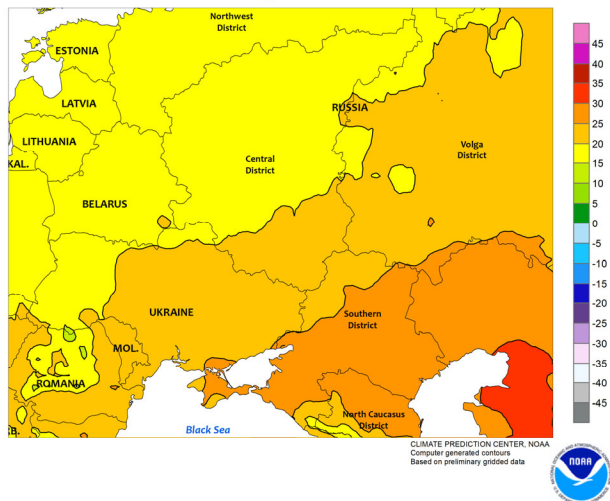 Northwest
District
ESTONIA
LATVIA
RUSSIA
LITHUANIA
Volga
District
KAL.
Central
District
BELARUS
UKRAINE
Southern
District
MOL.
ROMANIA
North Caucasus
District
B.
Black Sea
45
40
35
30
25
20
15
10
5
0
-5
-10
-15
-20
-25
-30
-35
-40
-45
CLIMATE PREDICTION CENTER, NOAA
Computer generated contours
Based on preliminary gridded data
NOAA